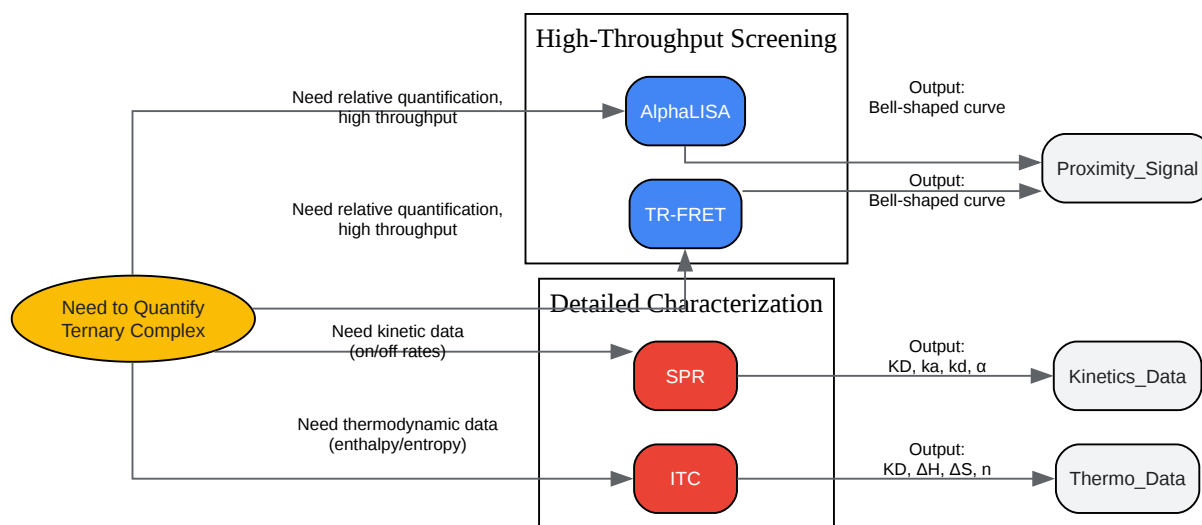 High-Throughput Screening
Need relative quantification,
high throughput
AlphaLISA
Output:
Bell-shaped curve
Proximity_Signal
Need relative quantification,
high throughput
TR-FRET
Output:
Bell-shaped curve
Need to Quantify
Ternary Complex
Detailed Characterization
Need kinetic data
(on/off rates)
SPR
Output:
KD, ka, kd, α
Kinetics_Data
Need thermodynamic data
(enthalpy/entropy)
ITC
Output:
KD, ΔH, ΔS, n
Thermo_Data